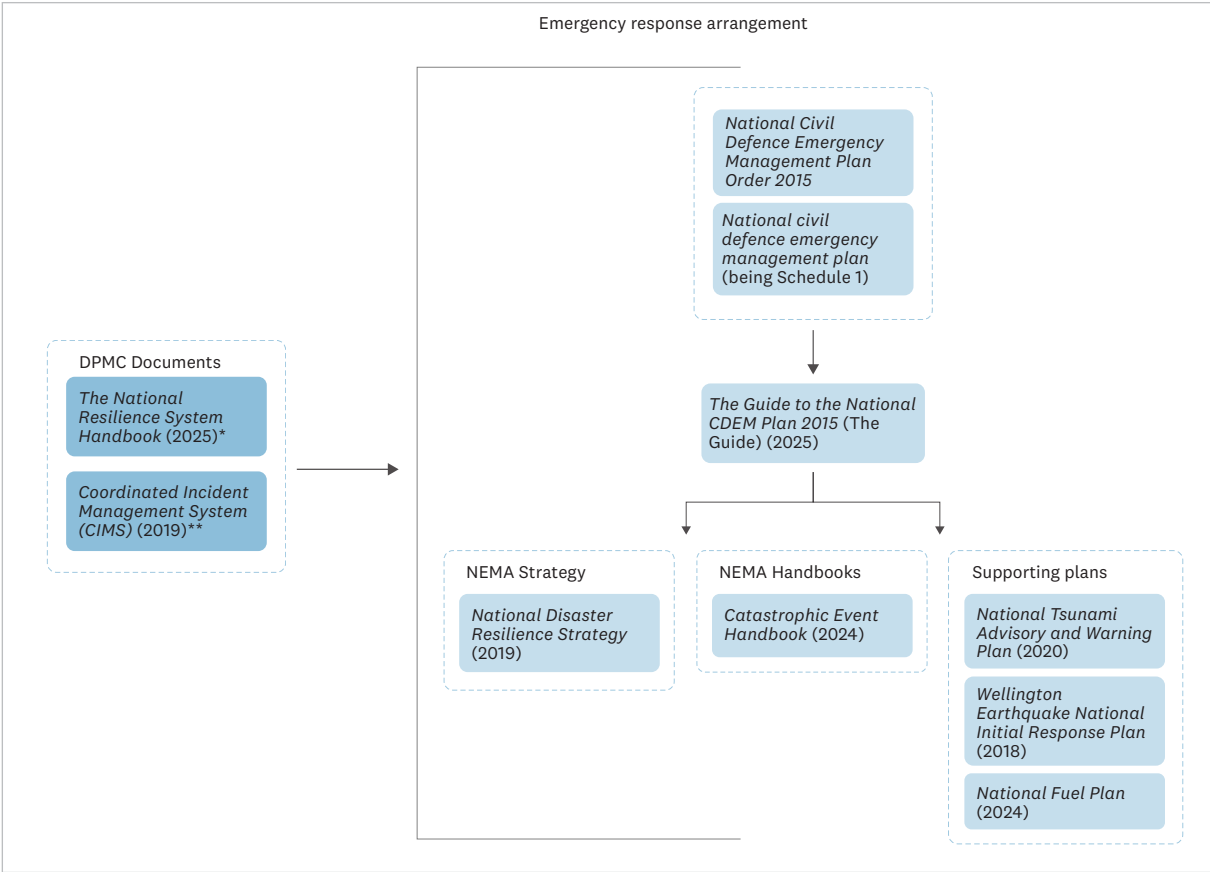 Emergency response arrangement
National Civil
Defence Emergency
Management Plan
Order 2015
National civil
defence emergency
management plan
(being Schedule 1)
DPMC Documents
The National
Resilience System
Handbook (2025)*
Coordinated Incident
Management System
(CIMS) (2019)**
The Guide to the National
CDEM Plan 2015 (The
Guide) (2025)
NEMA Strategy
National Disaster
Resilience Strategy
(2019)
NEMA Handbooks
Catastrophic Event
Handbook (2024)
Supporting plans
National Tsunami
Advisory and Warning
Plan (2020)
Wellington
Earthquake National
Initial Response Plan
(2018)
National Fuel Plan
(2024)